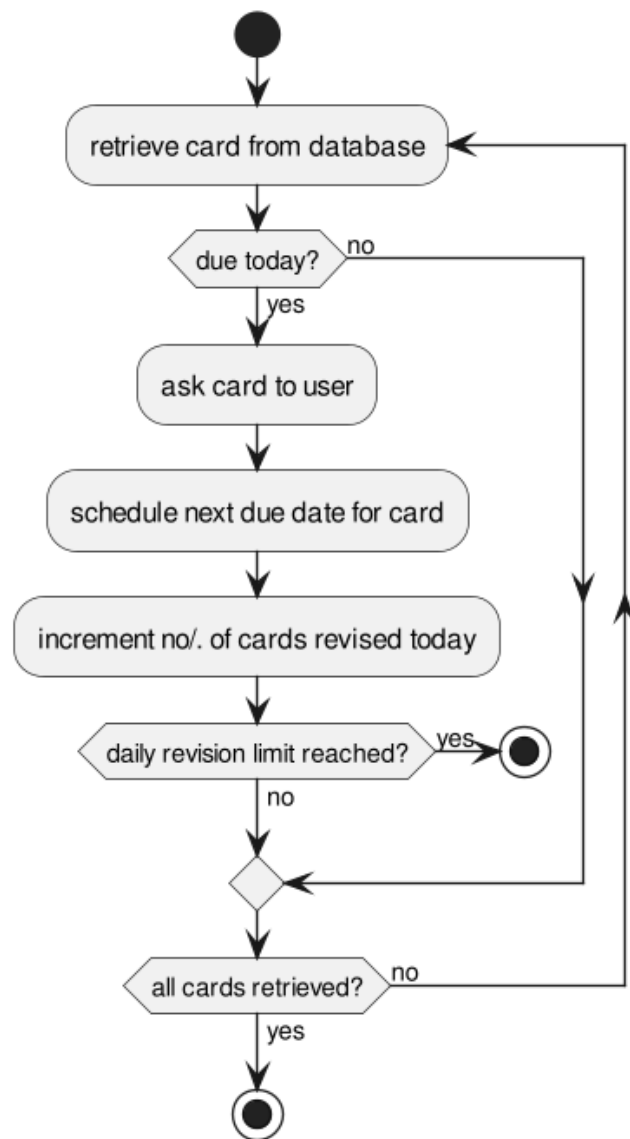 retrieve card from database
due today?
no
yes
ask card to user
schedule next due date for card
increment no/. of cards revised today
daily revision limit reached?
yes
no
all cards retrieved?
no
yes